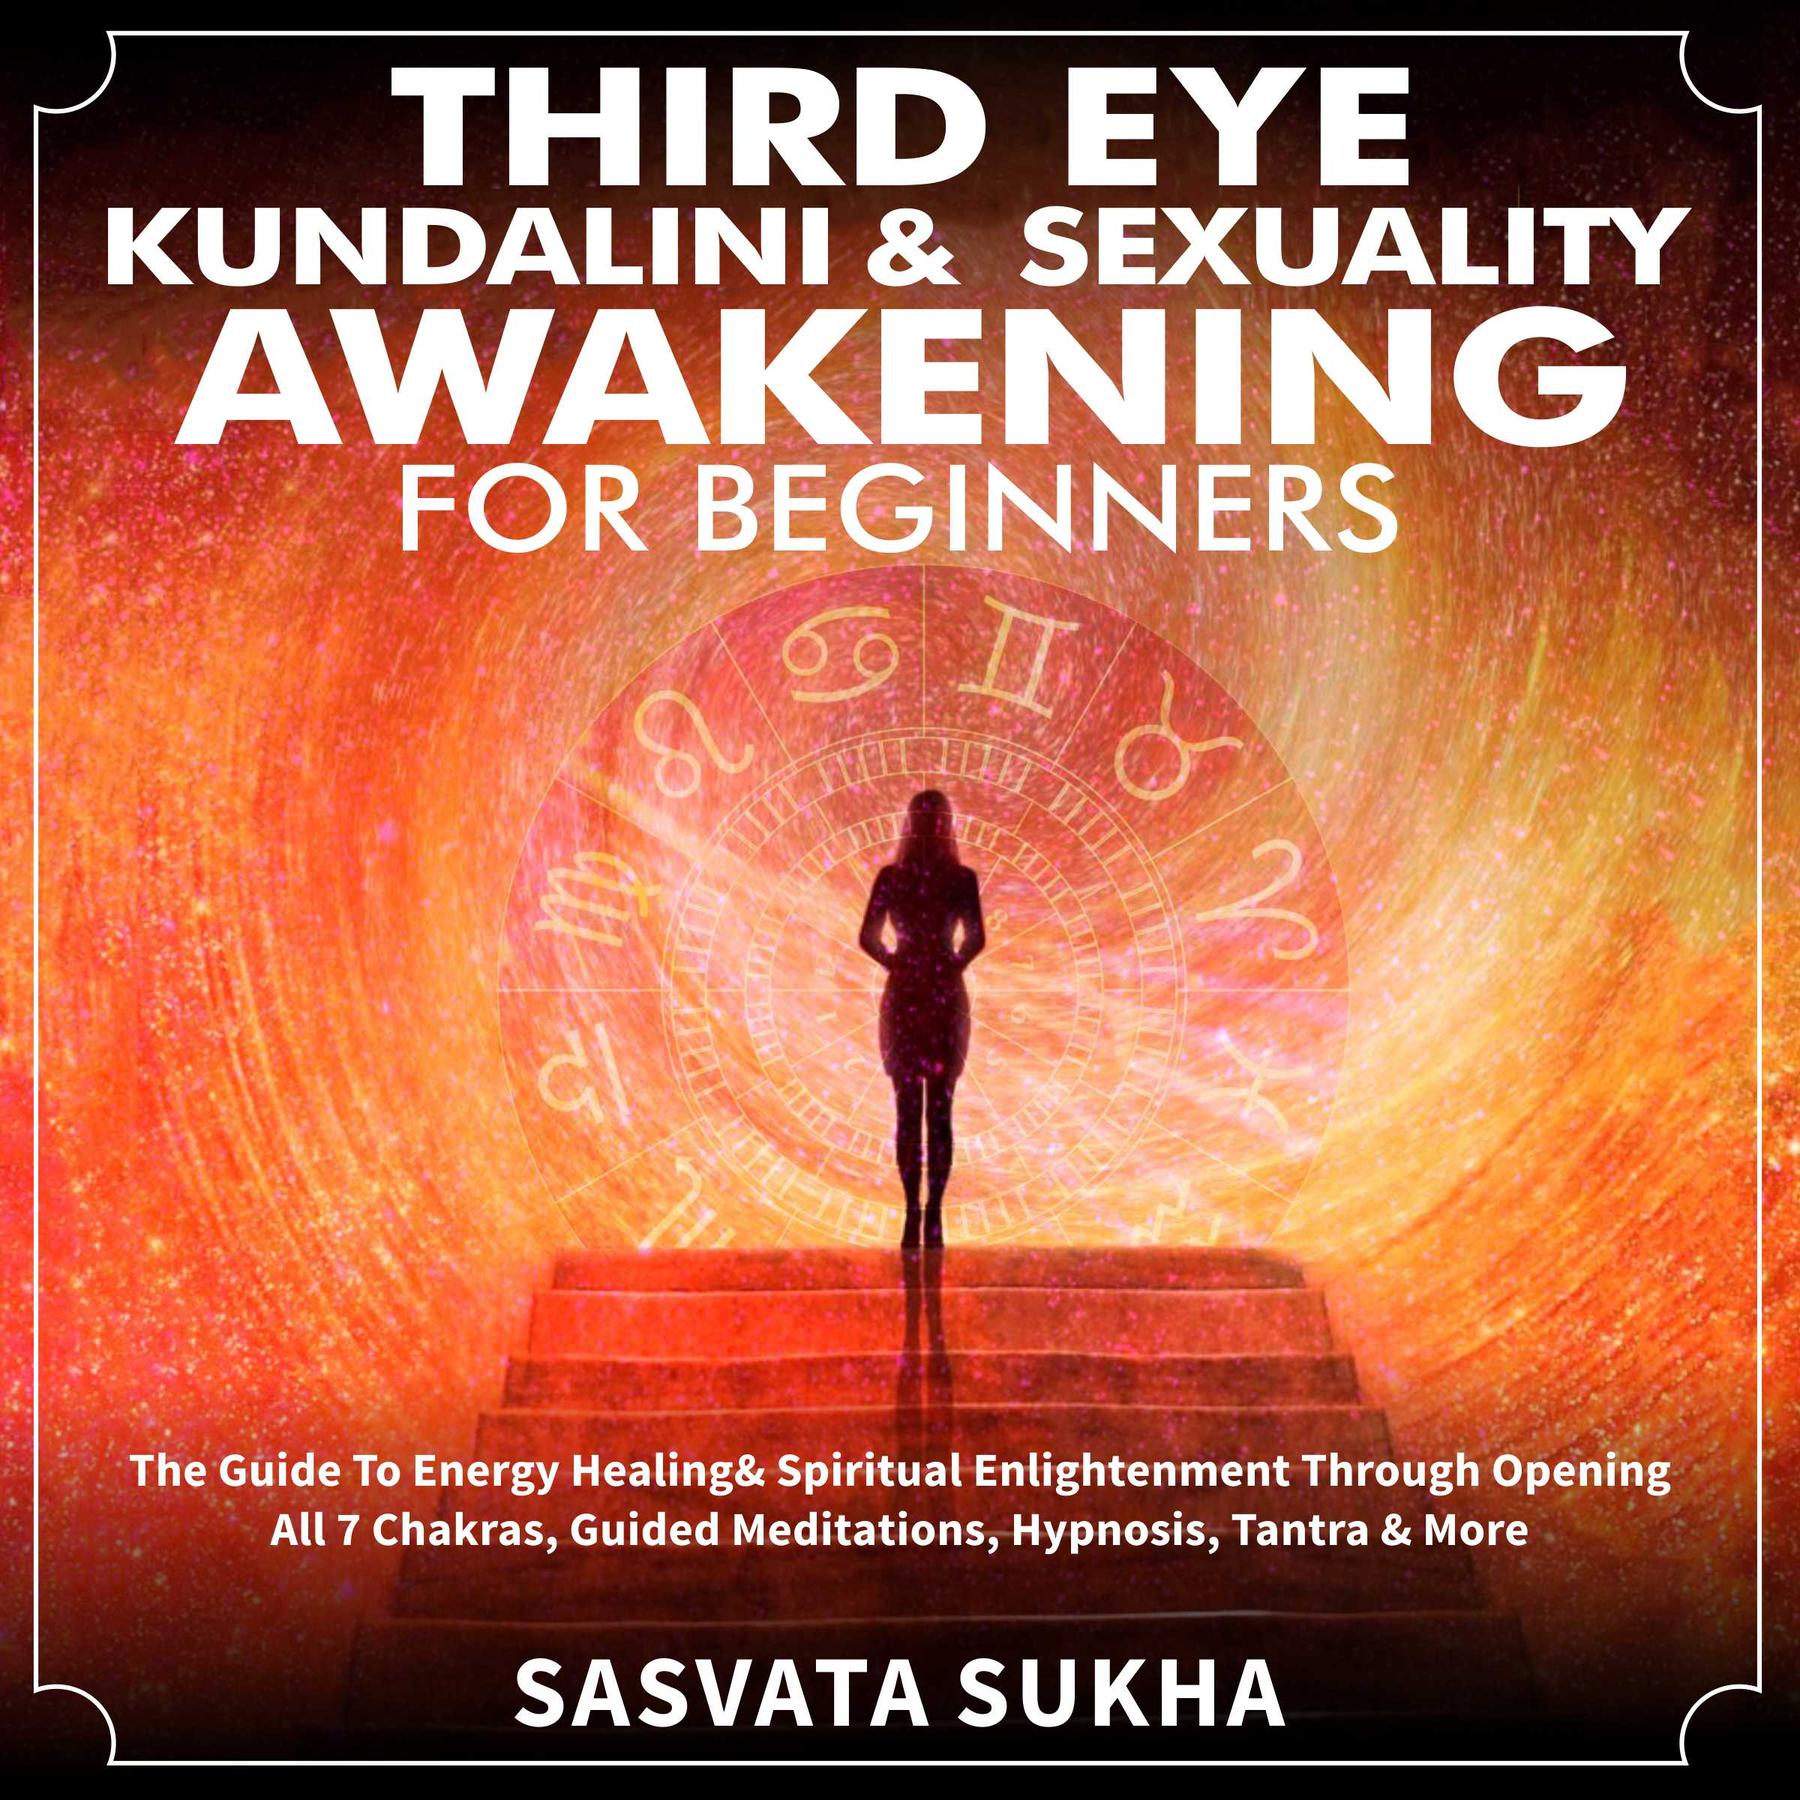 THIRD EYE
KUNDALINI & SEXUALITY
AWAKENING
FOR BEGINNERS
The Guide To Energy Healing& Spiritual Enlightenment Through Opening
All 7 Chakras, Guided Meditations, Hypnosis, Tantra & More
SASVATA SUKHA